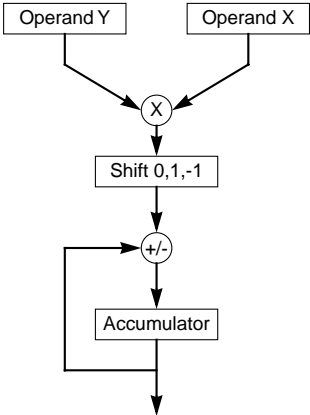 Operand Y
Operand X
X
Shift 0,1,-1
+/-
Accumulator